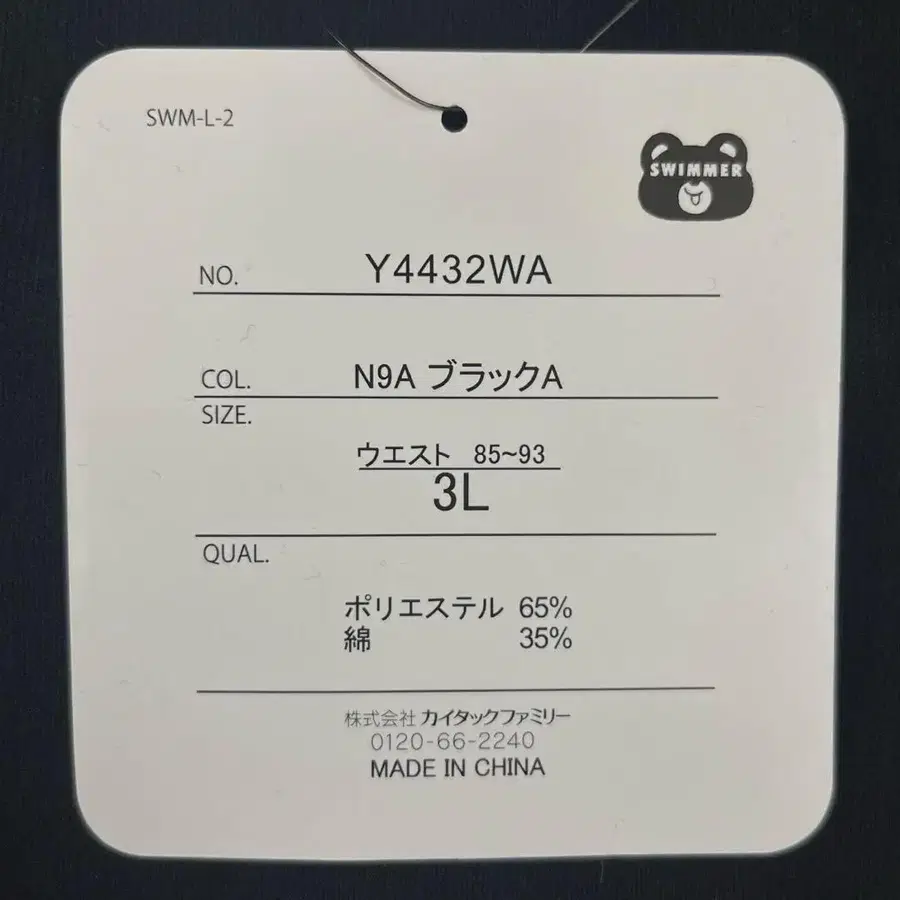 SWM-L-2
SWIMMER
NO. Y4432WA
COL. N9A ブラックA
SIZE.
ウエスト 85~93
3L
QUAL.
ポリエステル 65%
綿 35%
株式会社 カイタックファミリー
0120-66-2240
MADE IN CHINA